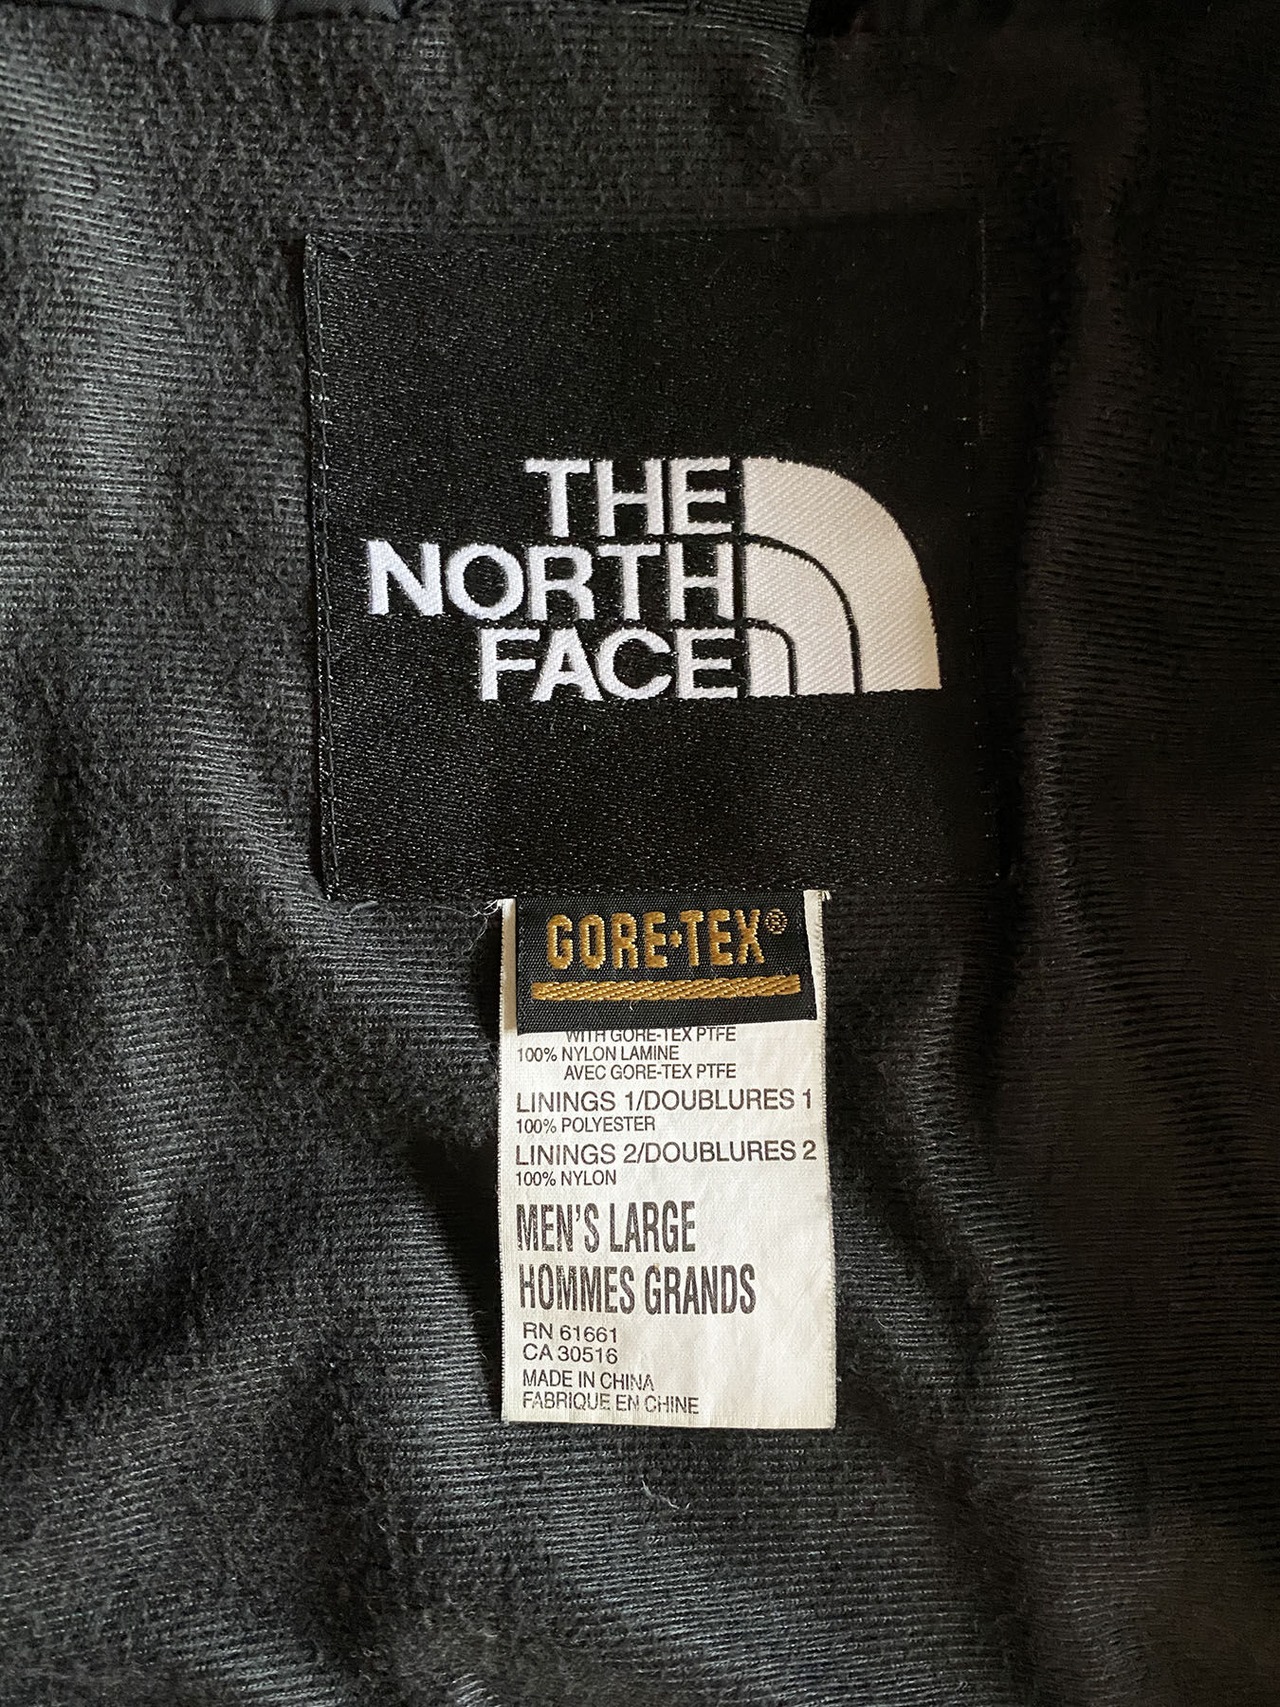 THE
NORTH
FACE
GORE-TEX®
WITH GORE-TEX PTFE
100% NYLON LAMINE
AVEC GORE-TEX PTFE
LININGS 1/DOUBLURES 1
100% POLYESTER
LININGS 2/DOUBLURES 2
100% NYLON
MEN'S LARGE
HOMMES GRANDS
RN 61661
CA 30516
MADE IN CHINA
FABRIQUE EN CHINE